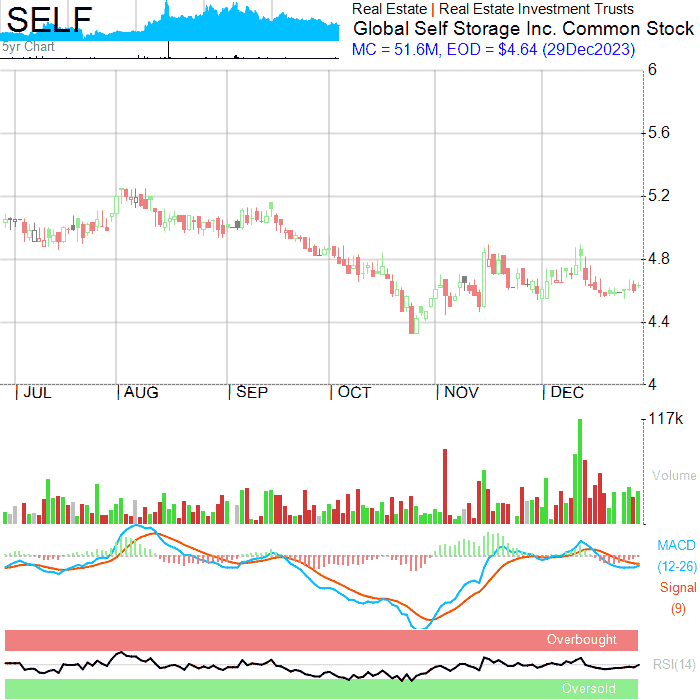 SELF
5yr Chart
Real Estate | Real Estate Investment Trusts
Global Self Storage Inc. Common Stock
MC = 51.6M, EOD = $4.64 (29Dec2023)
6
5.6
5.2
4.8
4.4
4
| JUL | AUG | SEP | OCT | NOV | DEC
117k
Volume
MACD
(12-26)
Signal
(9)
Overbought
RSI(14)
Oversold